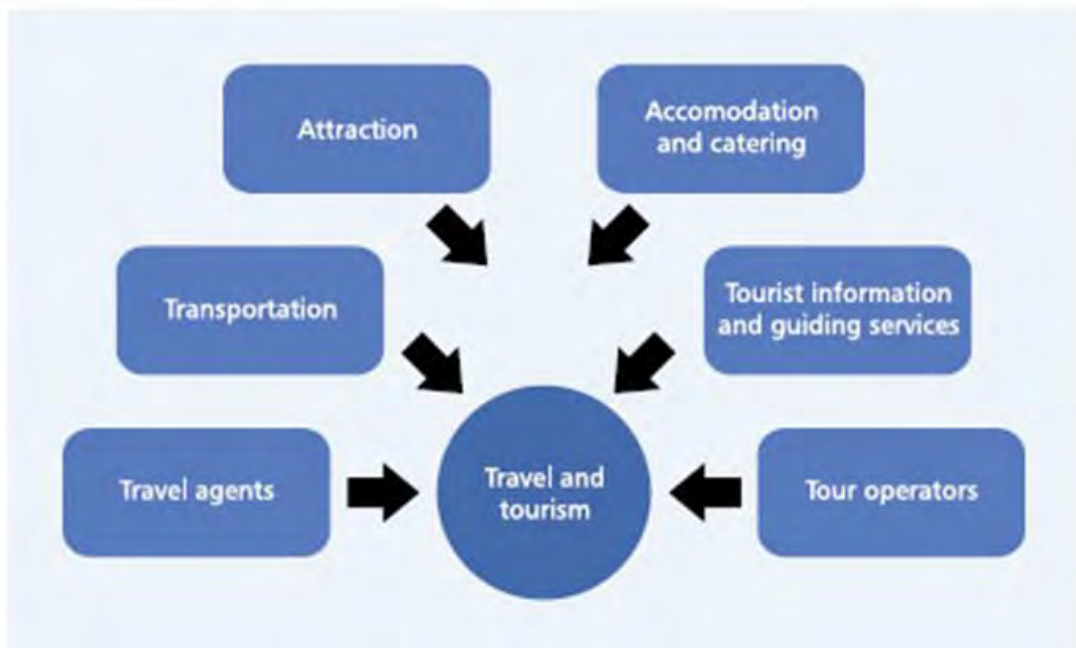 Attraction
Accomodation
and catering
Transportation
Tourist information
and guiding services
Travel agents
Travel and
tourism
Tour operators